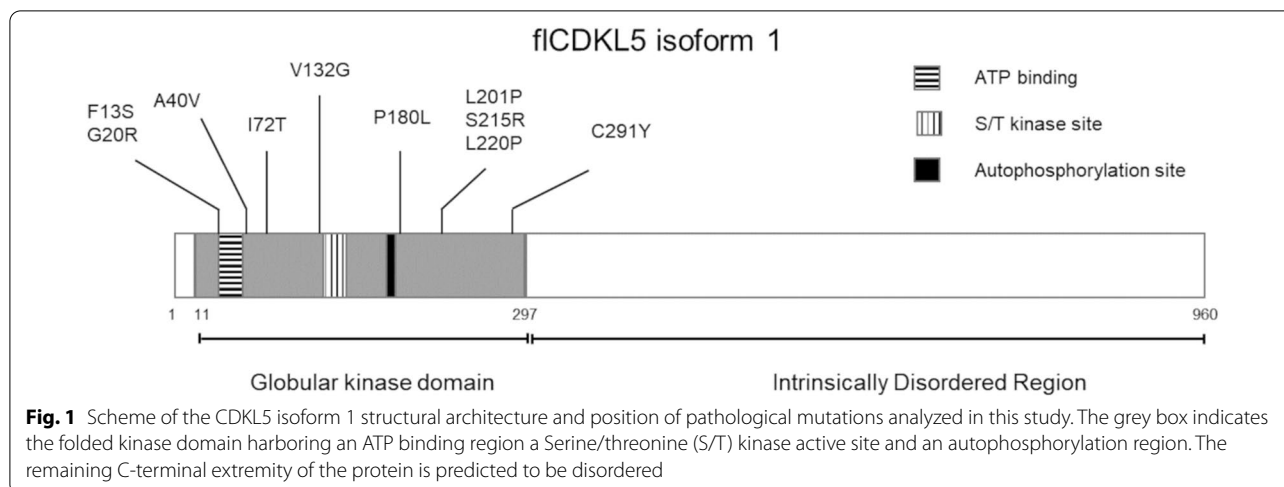 flCDKL5 isoform 1
F13S
G20R
A40V
I72T
V132G
P180L
L201P
S215R
L220P
C291Y
ATP binding
S/T kinase site
Autophosphorylation site
1 11 297 960
Globular kinase domain Intrinsically Disordered Region
Fig. 1 Scheme of the CDKL5 isoform 1 structural architecture and position of pathological mutations analyzed in this study. The grey box indicates
the folded kinase domain harboring an ATP binding region a Serine/threonine (S/T) kinase active site and an autophosphorylation region. The
remaining C-terminal extremity of the protein is predicted to be disordered